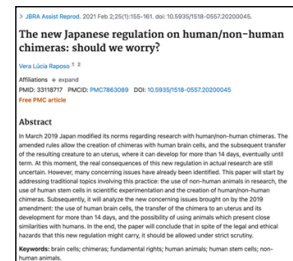 > JBRA Assist Reprod. 2021 Feb 2;25(1):155-161. doi: 10.5935/1518-0557.20200045.
The new Japanese regulation on human/non-human
chimeras: should we worry?
Vera Lúcia Raposo 1 2
Affiliations + expand
PMID: 33118717 PMCID: PMC7863089 DOI: 10.5935/1518-0557.20200045
Free PMC article
Abstract
In March 2019 Japan modified its norms regarding research with human/non-human chimeras. The
amended rules allow the creation of chimeras with human brain cells, and the subsequent transfer
of the resulting creature to an uterus, where it can develop for more than 14 days, eventually until
term. At this moment, the real consequences of this new regulation in actual research are still
uncertain. However, many concerning issues have already been identified. This paper will start by
addressing traditional topics involving this practice: the use of non-human animals in research, the
use of human stem cells in scientific experimentation and the creation of human/non-human
chimeras. Subsequently, it will analyze the new concerning issues brought on by the 2019
amendment: the use of human brain cells, the transfer of the chimera to an uterus and its
development for more than 14 days, and the possibility of using animals which present close
similarities with humans. In the end, the paper will conclude that in spite of the legal and ethical
hazards that this new regulation might carry, it should be allowed under strict scrutiny.
Keywords: brain cells; chimeras; fundamental rights; human animals; human stem cells; non-
human animals.